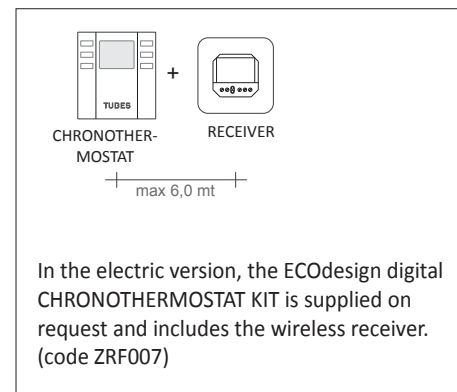 TUBES
+
CHRONOTHER-
MOSTAT
RECEIVER
max 6,0 mt
In the electric version, the ECOdesign digital
CHRONOTHERMOSTAT KIT is supplied on
request and includes the wireless receiver.
(code ZRF007)